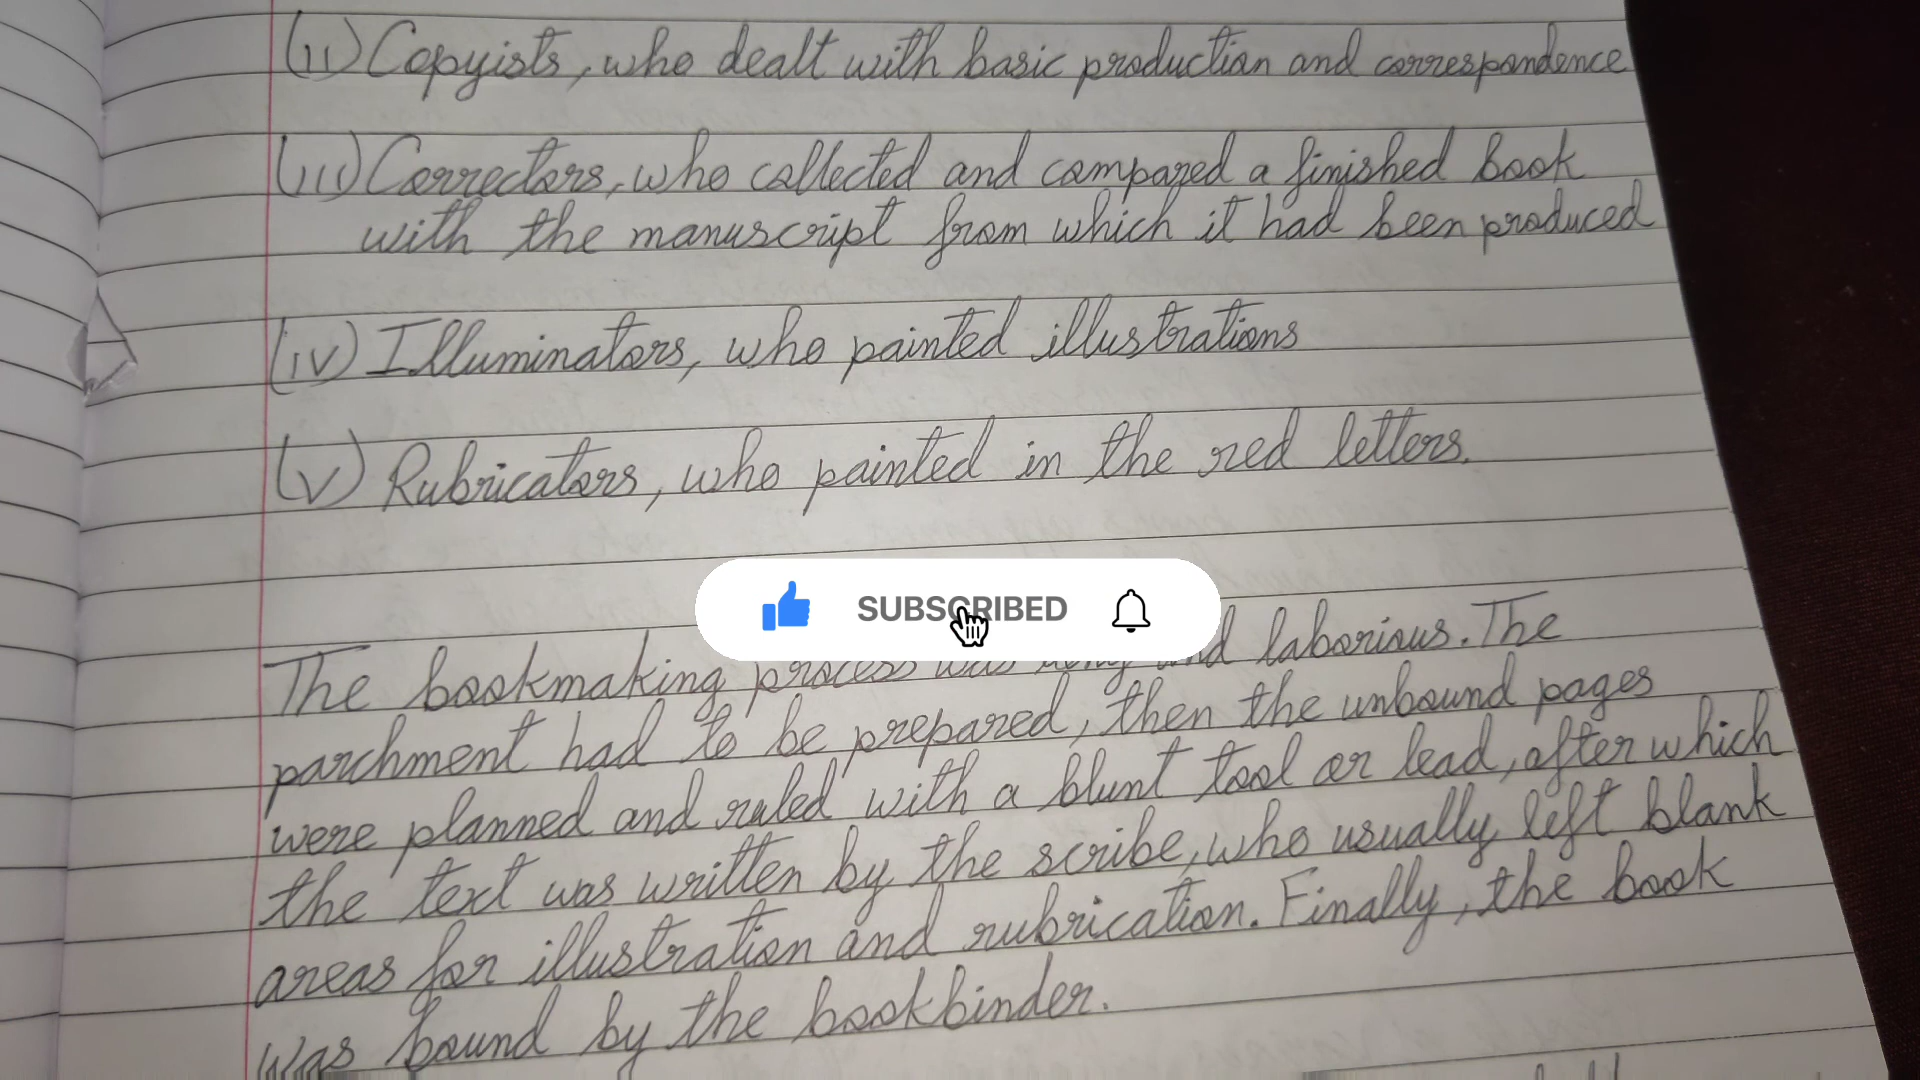 (ii) Copyists, who dealt with basic production and correspondence
(iii) Correctors, who collected and compared a finished book
with the manuscript from which it had been produced
(iv) Illuminators, who painted illustrations
(v) Rubricators, who painted in the red letters.
SUBSCRIBED
The bookmaking process was long and laborious. The
parchment had to be prepared, then the unbound pages
were planned and ruled with a blunt tool or lead, after which
the text was written by the scribe, who usually left blank
areas for illustration and rubrication. Finally, the book
was bound by the bookbinder.